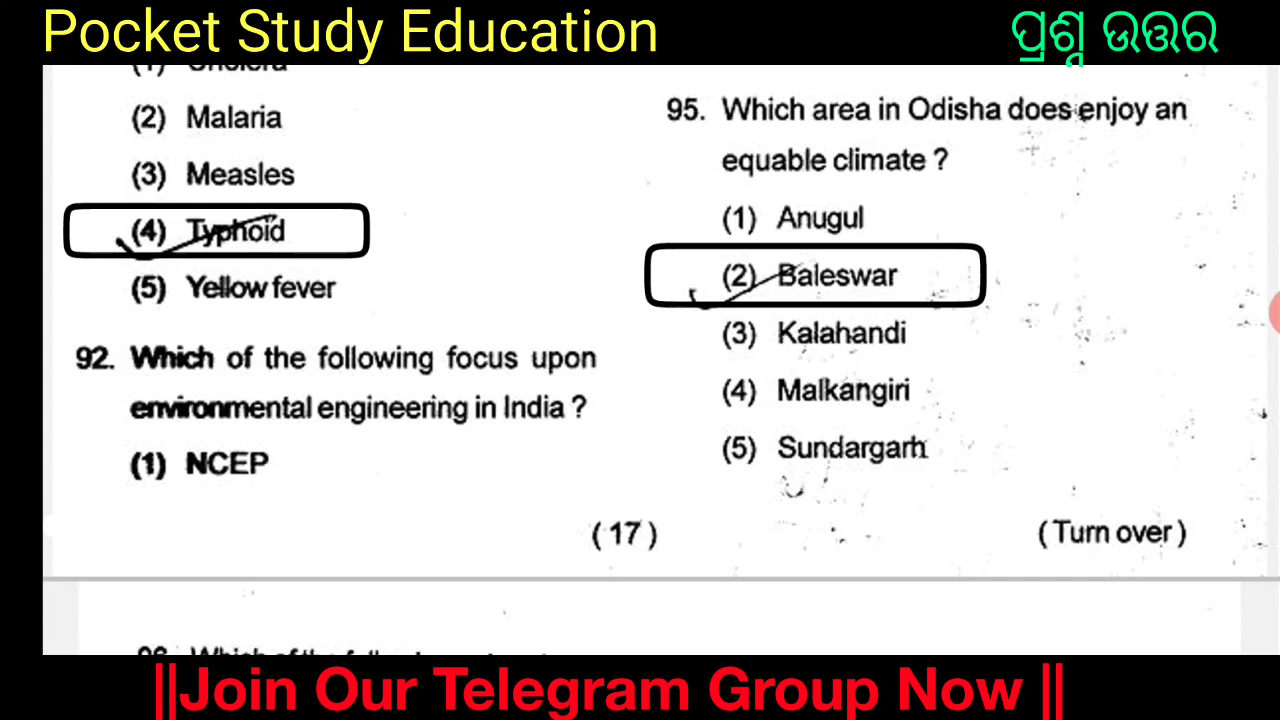 Pocket Study Education
ପ୍ରଶ୍ନ ଉତ୍ତର
(1) Cholera
(2) Malaria
(3) Measles
(4) Typhoid
(5) Yellow fever
92. Which of the following focus upon
environmental engineering in India ?
(1) NCEP
95. Which area in Odisha does enjoy an
equable climate ?
(1) Anugul
(2) Baleswar
(3) Kalahandi
(4) Malkangiri
(5) Sundargarh
( 17 )
( Turn over )
||Join Our Telegram Group Now ||